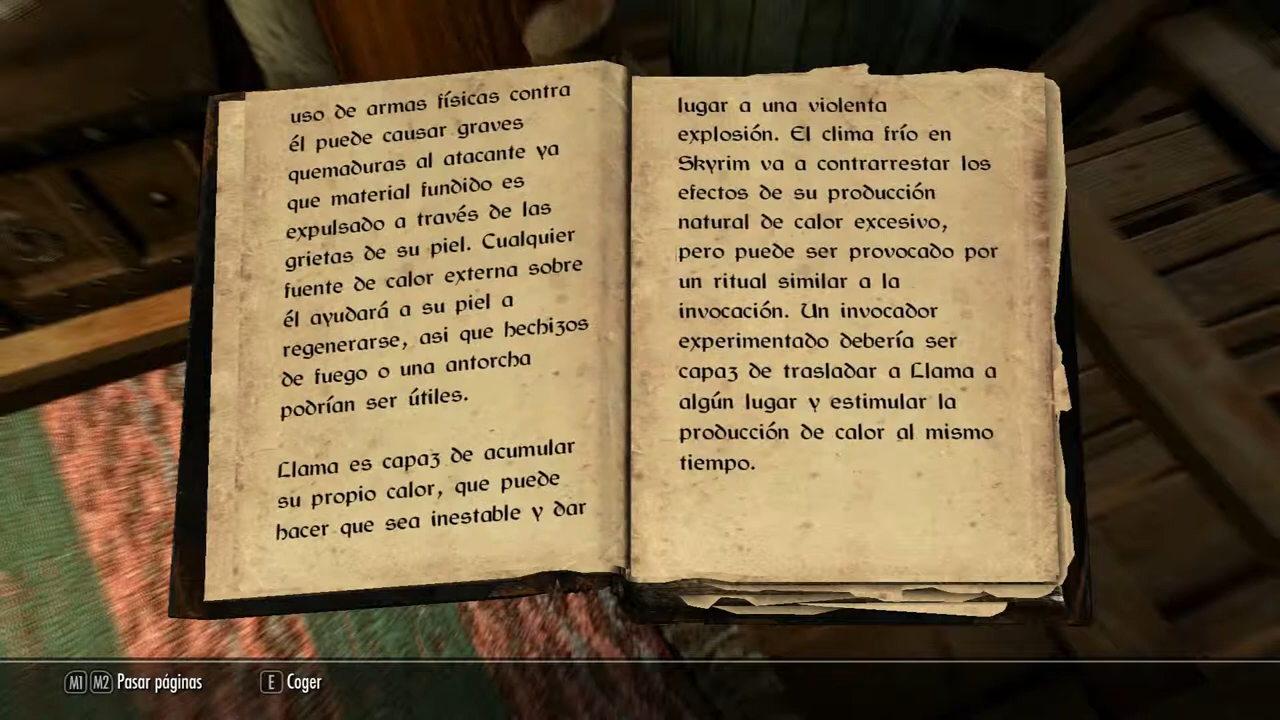 uso de armas físicas contra
él puede causar graves
quemaduras al atacante ya
que material fundido es
expulsado a través de las
grietas de su piel. Cualquier
fuente de calor externa sobre
él ayudará a su piel a
regenerarse, asi que hechizos
de fuego o una antorcha
podrían ser útiles.
Llama es capaz de acumular
su propio calor, que puede
hacer que sea inestable y dar
lugar a una violenta
explosión. El clima frío en
Skyrim va a contrarrestar los
efectos de su producción
natural de calor excesivo,
pero puede ser provocado por
un ritual similar a la
invocación. Un invocador
experimentado debería ser
capaz de trasladar a Llama a
algún lugar y estimular la
producción de calor al mismo
tiempo.
M1 M2 Pasar páginas E Coger